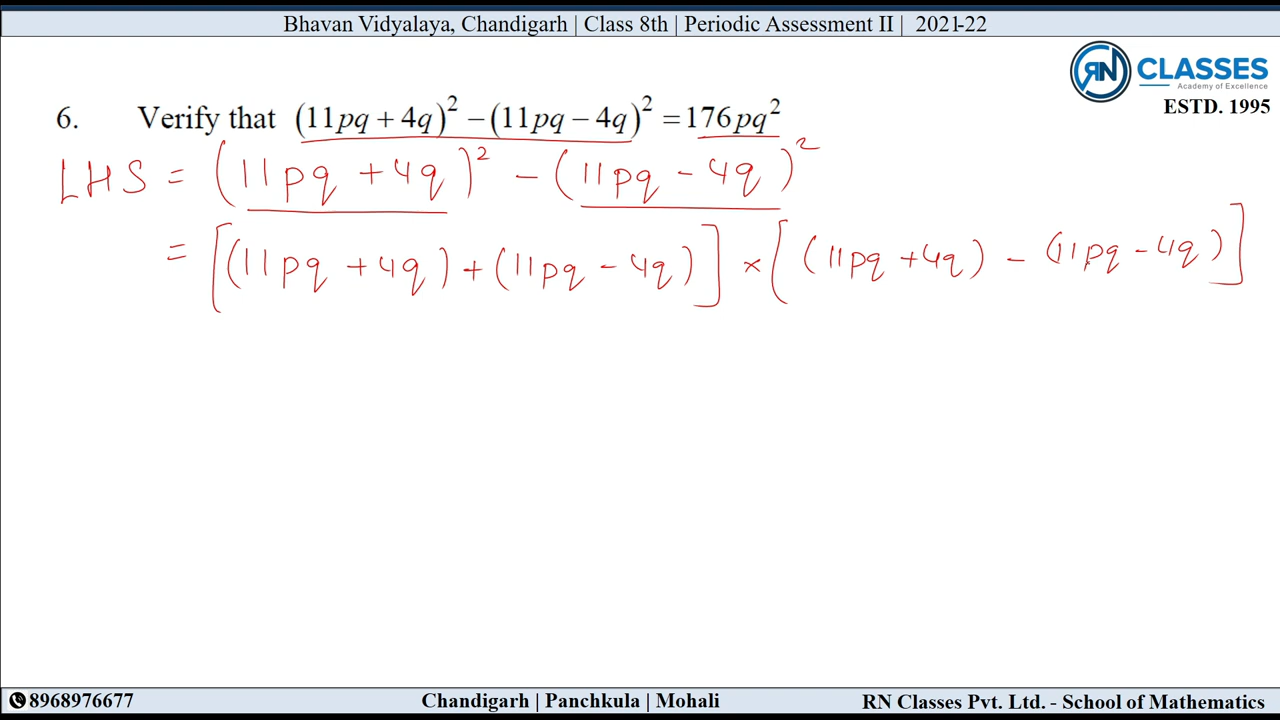 Bhavan Vidyalaya, Chandigarh | Class 8th | Periodic Assessment II | 2021-22
RN CLASSES
Academy of Excellence
ESTD. 1995
6. Verify that (11pq + 4q)² − (11pq − 4q)² = 176pq²
LHS = (11pq + 4q)² − (11pq − 4q)²
= [(11pq + 4q) + (11pq − 4q)] × [(11pq + 4q) − (11pq − 4q)]
8968976677
Chandigarh | Panchkula | Mohali
RN Classes Pvt. Ltd. - School of Mathematics